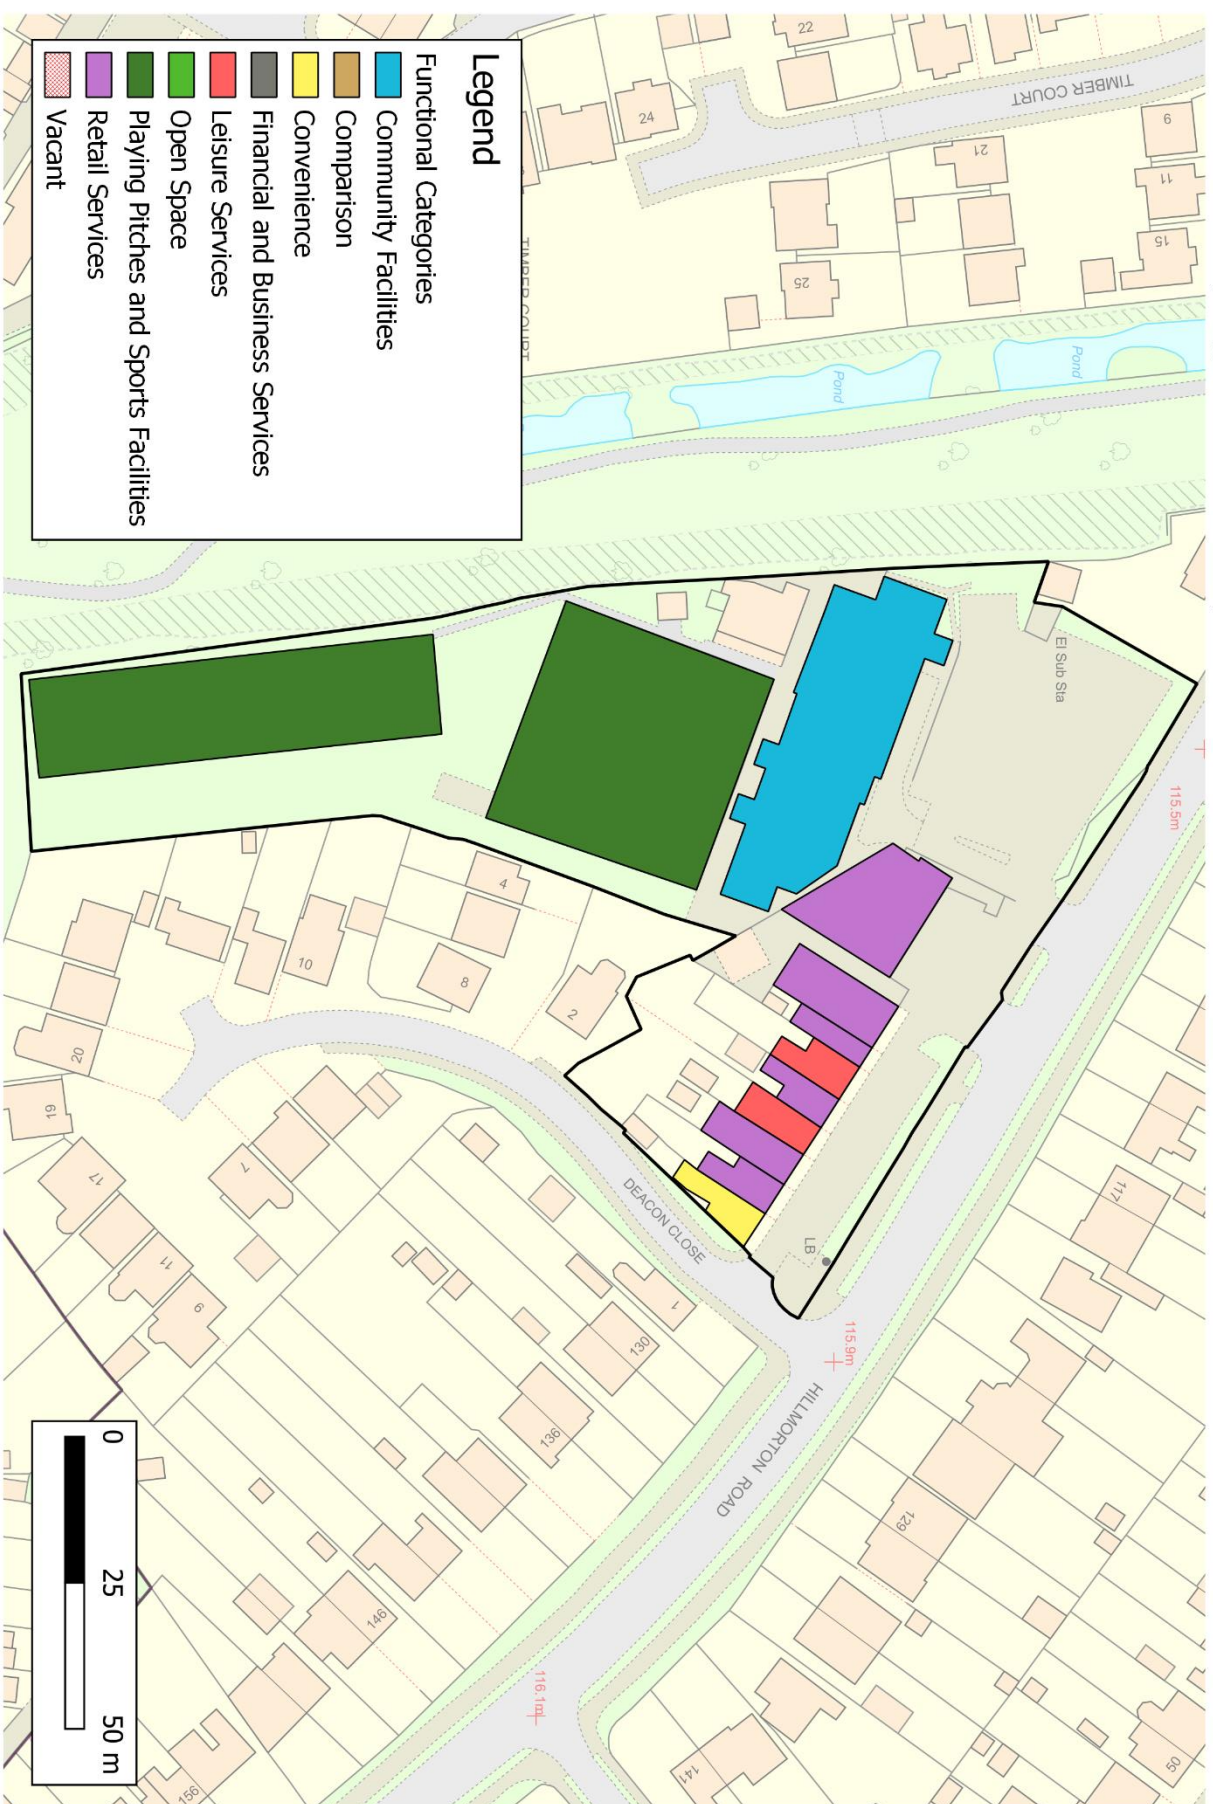 Legend
Functional Categories
Community Facilities
Comparison
Convenience
Financial and Business Services
Leisure Services
Open Space
Playing Pitches and Sports Facilities
Retail Services
Vacant
TIMBER COURT
TIMBER COURT
22
24
21
25
9
11
15
Pond
Pond
El Sub Sta
115.5m
117
LB
115.9m
HILLMORTON ROAD
DEACON CLOSE
4
8
10
2
20
19
17
7
11
9
1
130
136
146
156
129
141
50
116.1m
0 25 50 m